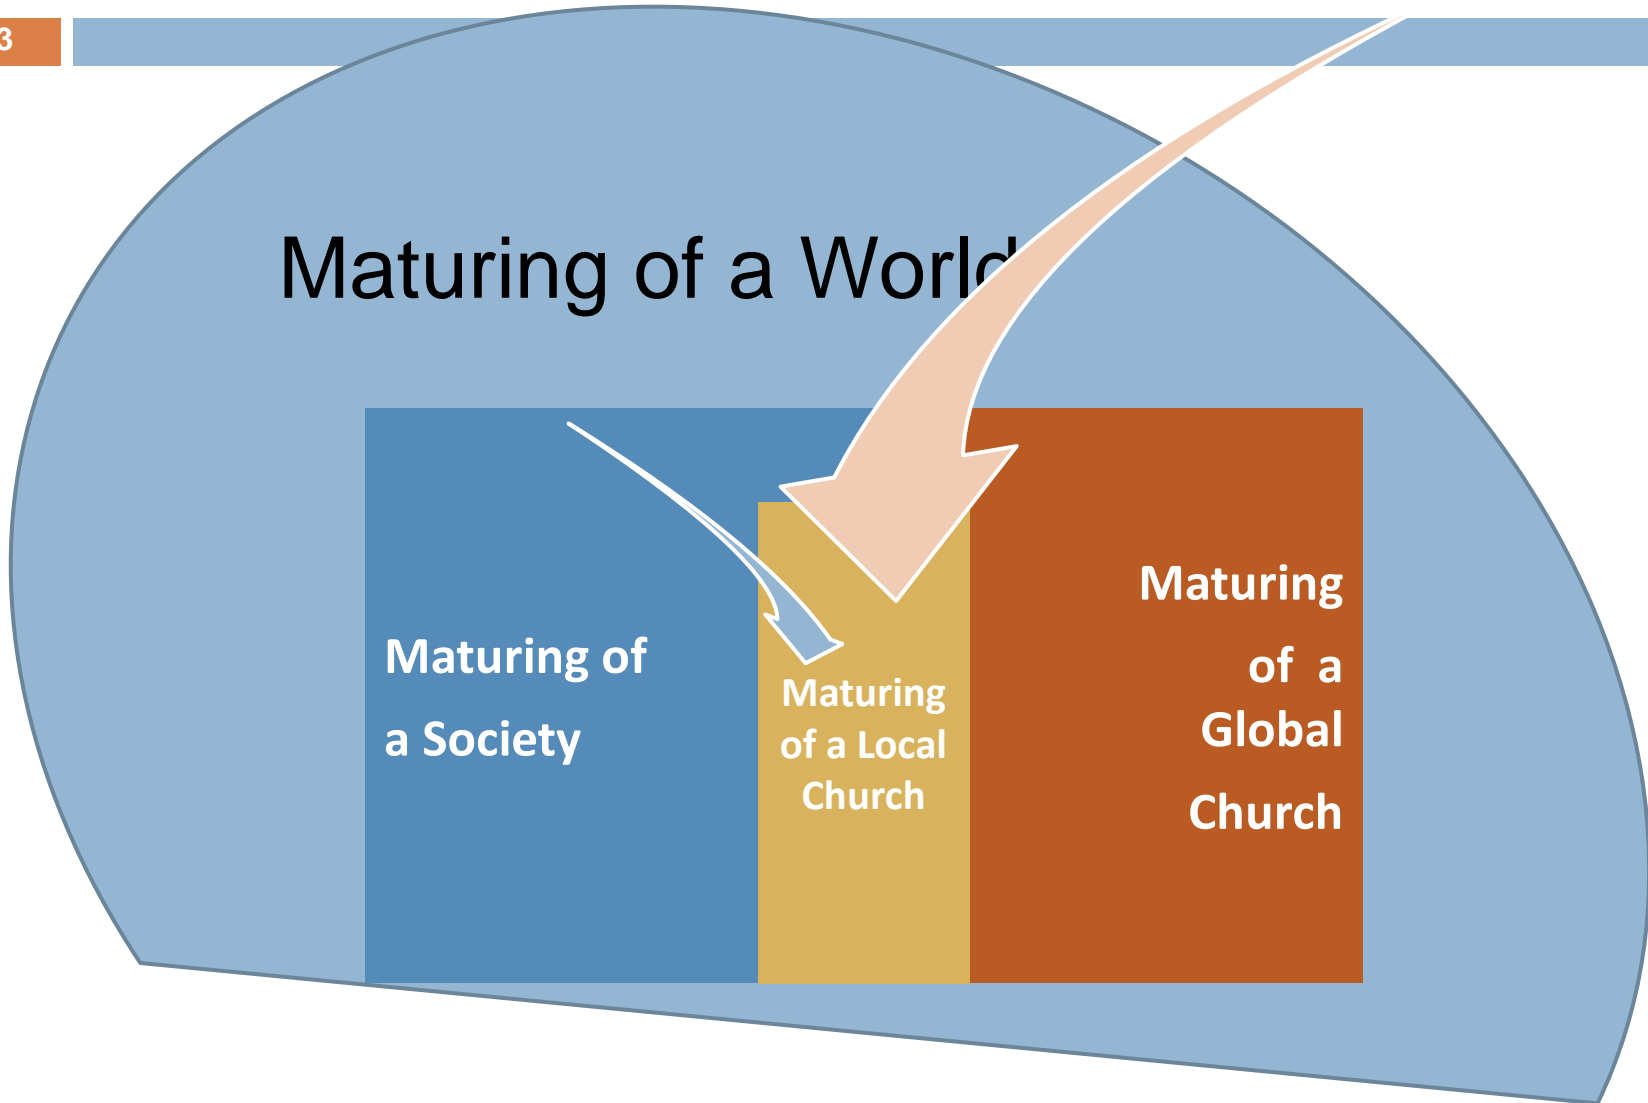 3
Maturing of a World
Maturing of
a Society
Maturing
of a Local
Church
Maturing
of a
Global
Church